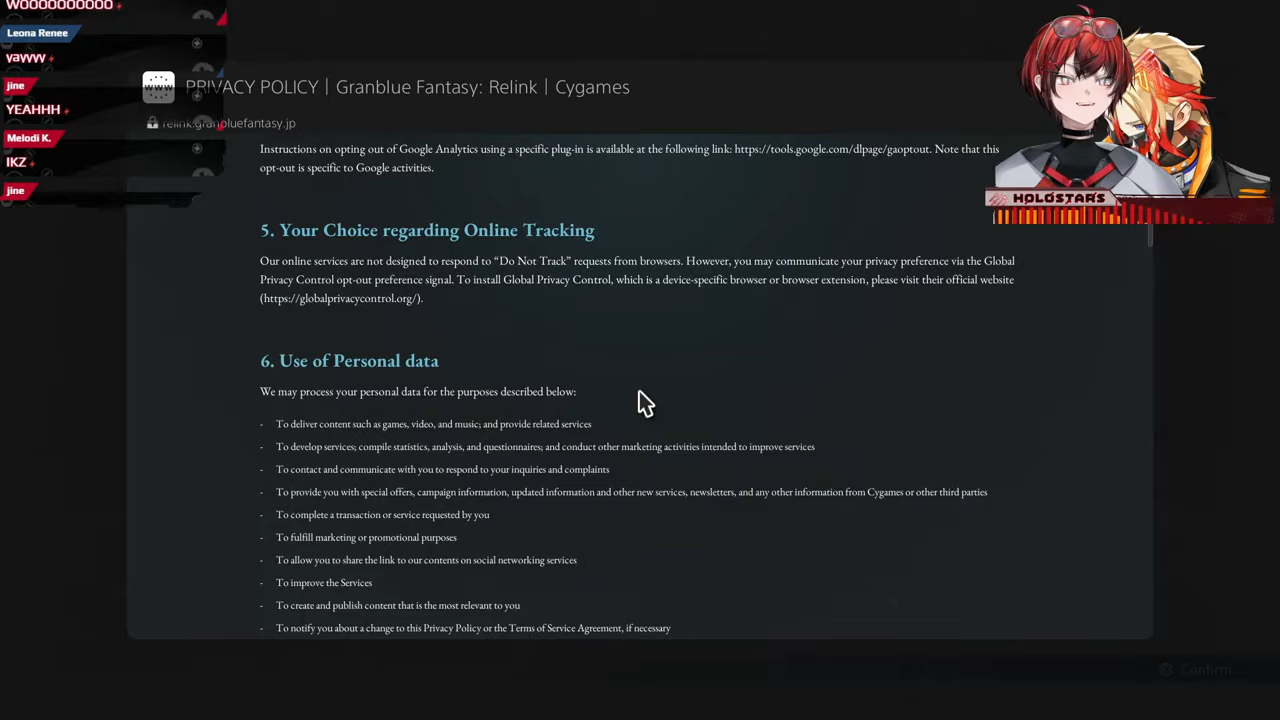 WOOOOOOOOOO
Leona Renee
yavvv
jine
YEAHHH
Melodi K.
IKZ
jine
PRIVACY POLICY | Granblue Fantasy: Relink | Cygames
www
relink.granbluefantasy.jp
HOLOSTARS
Instructions on opting out of Google Analytics using a specific plug-in is available at the following link: https://tools.google.com/dlpage/gaoptout. Note that this
opt-out is specific to Google activities.
5. Your Choice regarding Online Tracking
Our online services are not designed to respond to “Do Not Track” requests from browsers. However, you may communicate your privacy preference via the Global
Privacy Control opt-out preference signal. To install Global Privacy Control, which is a device-specific browser or browser extension, please visit their official website
(https://globalprivacycontrol.org/).
6. Use of Personal data
We may process your personal data for the purposes described below:
- To deliver content such as games, video, and music; and provide related services
- To develop services; compile statistics, analysis, and questionnaires; and conduct other marketing activities intended to improve services
- To contact and communicate with you to respond to your inquiries and complaints
- To provide you with special offers, campaign information, updated information and other new services, newsletters, and any other information from Cygames or other third parties
- To complete a transaction or service requested by you
- To fulfill marketing or promotional purposes
- To allow you to share the link to our contents on social networking services
- To improve the Services
- To create and publish content that is the most relevant to you
- To notify you about a change to this Privacy Policy or the Terms of Service Agreement, if necessary
Confirm